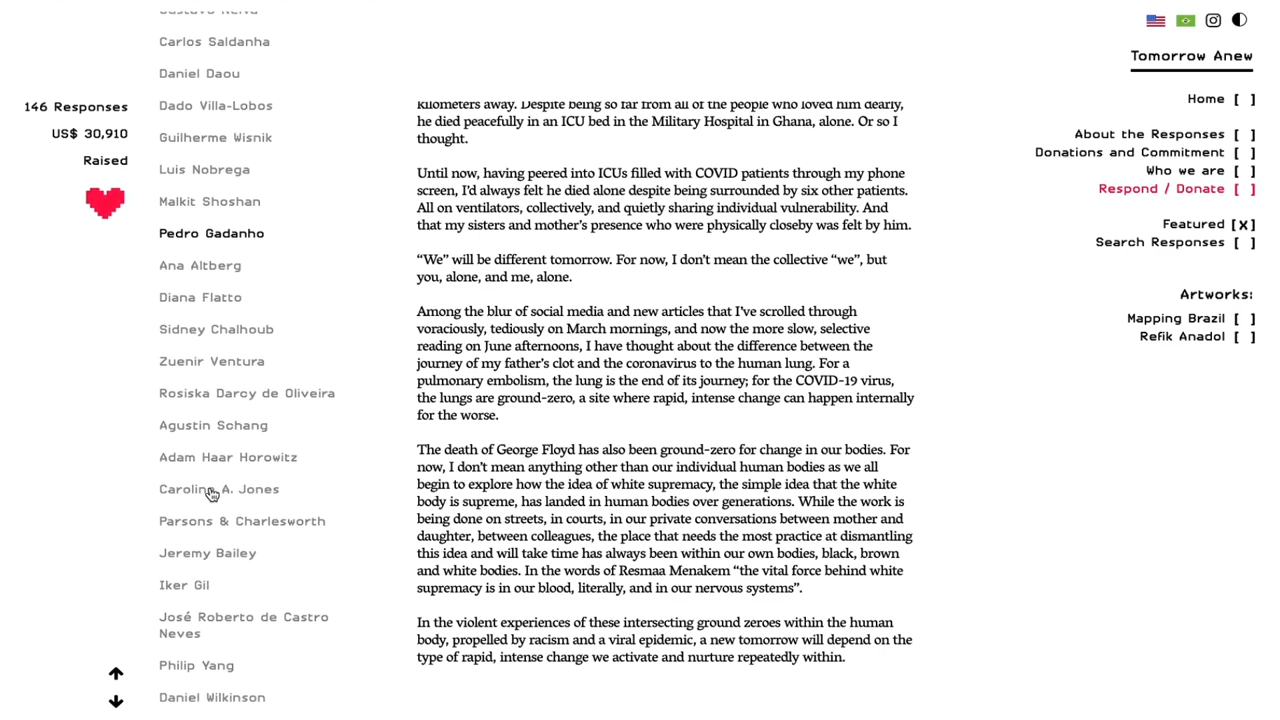 Gustavo Neiva
Carlos Saldanha
Daniel Daou
Dado Villa-Lobos
Guilherme Wisnik
Luis Nobrega
Malkit Shoshan
Pedro Gadanho
Ana Altberg
Diana Flatto
Sidney Chalhoub
Zuenir Ventura
Rosiska Darcy de Oliveira
Agustin Schang
Adam Haar Horowitz
Caroline A. Jones
Parsons & Charlesworth
Jeremy Bailey
Iker Gil
José Roberto de Castro
Neves
Philip Yang
Daniel Wilkinson
146 Responses
US$ 30,910
Raised
kilometers away. Despite being so far from all of the people who loved him dearly,
he died peacefully in an ICU bed in the Military Hospital in Ghana, alone. Or so I
thought.
Until now, having peered into ICUs filled with COVID patients through my phone
screen, I'd always felt he died alone despite being surrounded by six other patients.
All on ventilators, collectively, and quietly sharing individual vulnerability. And
that my sisters and mother's presence who were physically closeby was felt by him.
“We” will be different tomorrow. For now, I don't mean the collective “we”, but
you, alone, and me, alone.
Among the blur of social media and new articles that I've scrolled through
voraciously, tediously on March mornings, and now the more slow, selective
reading on June afternoons, I have thought about the difference between the
journey of my father's clot and the coronavirus to the human lung. For a
pulmonary embolism, the lung is the end of its journey; for the COVID-19 virus,
the lungs are ground-zero, a site where rapid, intense change can happen internally
for the worse.
The death of George Floyd has also been ground-zero for change in our bodies. For
now, I don't mean anything other than our individual human bodies as we all
begin to explore how the idea of white supremacy, the simple idea that the white
body is supreme, has landed in human bodies over generations. While the work is
being done on streets, in courts, in our private conversations between mother and
daughter, between colleagues, the place that needs the most practice at dismantling
this idea and will take time has always been within our own bodies, black, brown
and white bodies. In the words of Resmaa Menakem “the vital force behind white
supremacy is in our blood, literally, and in our nervous systems”.
In the violent experiences of these intersecting ground zeroes within the human
body, propelled by racism and a viral epidemic, a new tomorrow will depend on the
type of rapid, intense change we activate and nurture repeatedly within.
Tomorrow Anew
Home [ ]
About the Responses [ ]
Donations and Commitment [ ]
Who we are [ ]
Respond / Donate [ ]
Featured [X]
Search Responses [ ]
Artworks:
Mapping Brazil [ ]
Refik Anadol [ ]